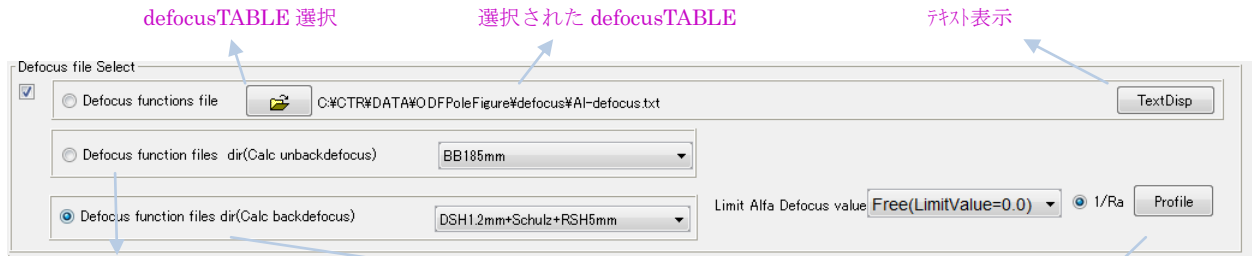 defocusTABLE 選択 選択された defocusTABLE ﾃｷｽﾄ表示
Defocus file Select
Defocus functions file C:¥CTR¥DATA¥ODFPoleFigure¥defocus¥Al-defocus.txt TextDisp
Defocus function files dir(Calc unbackdefocus) BB185mm
Defocus function files dir(Calc backdefocus) DSH1.2mm+Schulz+RSH5mm Limit Alfa Defocus value Free(LimitValue=0.0) 1/Ra Profile